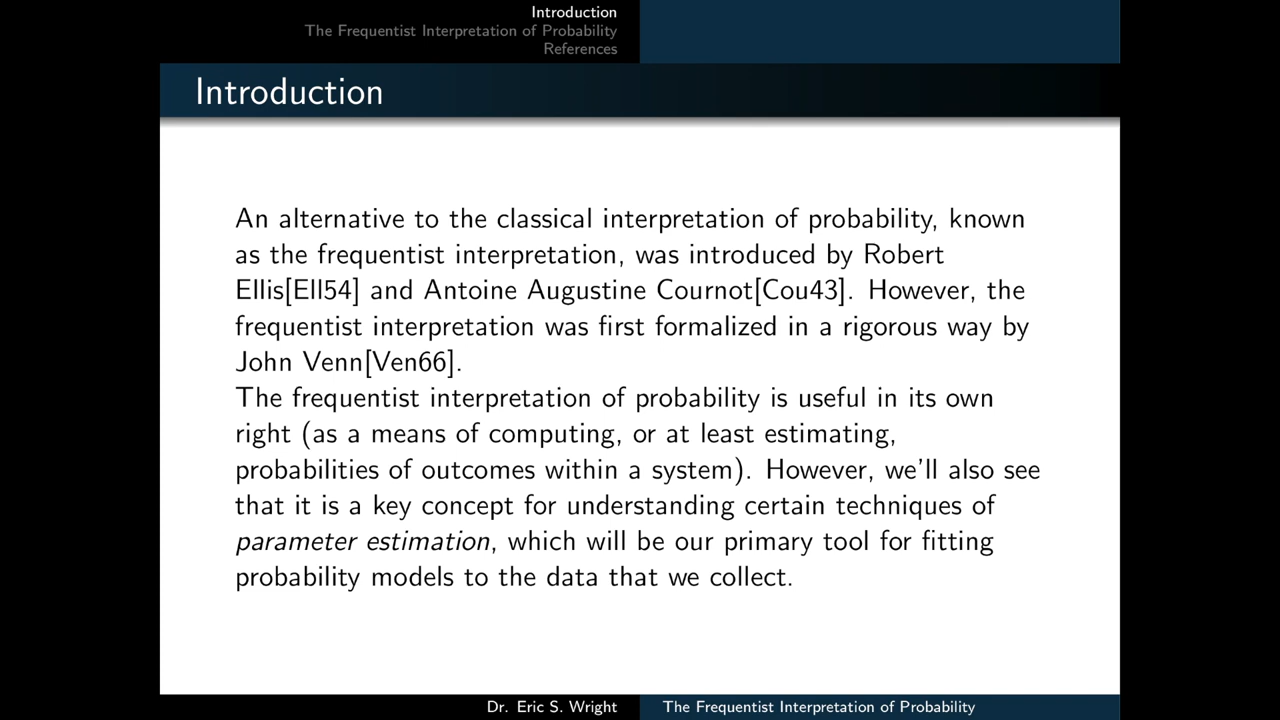 Introduction
The Frequentist Interpretation of Probability
References
Introduction
An alternative to the classical interpretation of probability, known
as the frequentist interpretation, was introduced by Robert
Ellis[Ell54] and Antoine Augustine Cournot[Cou43]. However, the
frequentist interpretation was first formalized in a rigorous way by
John Venn[Ven66].
The frequentist interpretation of probability is useful in its own
right (as a means of computing, or at least estimating,
probabilities of outcomes within a system). However, we'll also see
that it is a key concept for understanding certain techniques of
parameter estimation, which will be our primary tool for fitting
probability models to the data that we collect.
Dr. Eric S. Wright
The Frequentist Interpretation of Probability